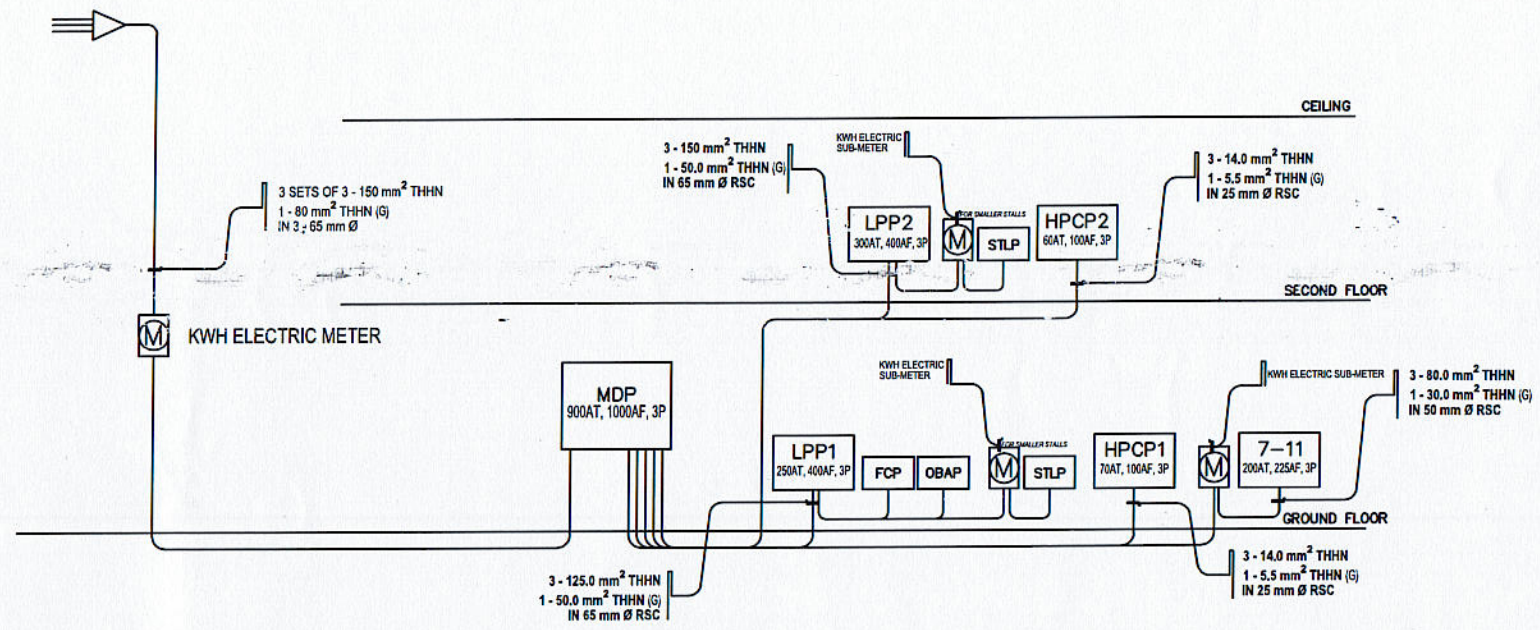 CEILING
3 - 150 mm² THHN
1 - 50.0 mm² THHN (G)
IN 65 mm Ø RSC
KWH ELECTRIC
SUB-METER
3 - 14.0 mm² THHN
1 - 5.5 mm² THHN (G)
IN 25 mm Ø RSC
3 SETS OF 3 - 150 mm² THHN
1 - 80 mm² THHN (G)
IN 3 - 65 mm Ø
LPP2
300AT, 400AF, 3P
FOR SMALLER STALLS
M
STLP
HPCP2
60AT, 100AF, 3P
SECOND FLOOR
M
KWH ELECTRIC METER
MDP
900AT, 1000AF, 3P
KWH ELECTRIC
SUB-METER
KWH ELECTRIC SUB-METER
3 - 80.0 mm² THHN
1 - 30.0 mm² THHN (G)
IN 50 mm Ø RSC
LPP1
250AT, 400AF, 3P
FCP
OBAP
FOR SMALLER STALLS
M
STLP
HPCP1
70AT, 100AF, 3P
M
7-11
200AT, 225AF, 3P
GROUND FLOOR
3 - 125.0 mm² THHN
1 - 50.0 mm² THHN (G)
IN 65 mm Ø RSC
3 - 14.0 mm² THHN
1 - 5.5 mm² THHN (G)
IN 25 mm Ø RSC